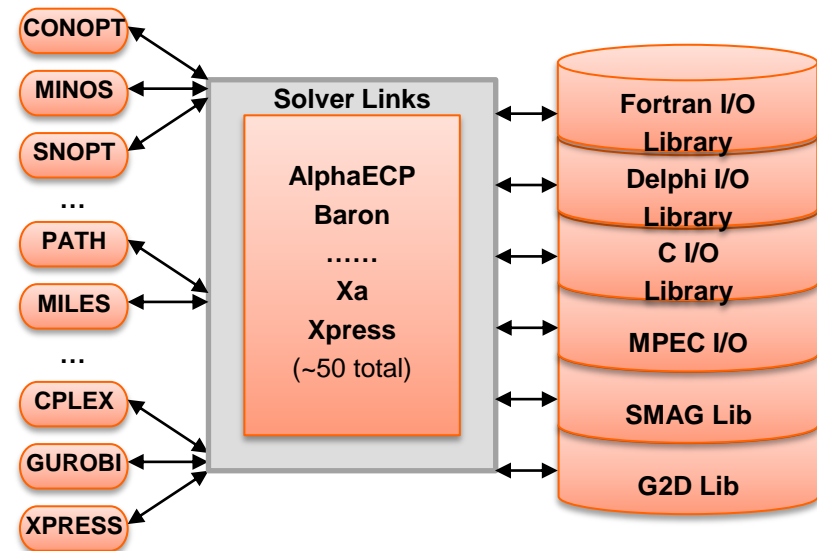 CONOPT
MINOS
SNOPT
...
PATH
MILES
...
CPLEX
GUROBI
XPRESS
Solver Links
AlphaECP
Baron
......
Xa
Xpress
(~50 total)
Fortran I/O
Library
Delphi I/O
Library
C I/O
Library
MPEC I/O
SMAG Lib
G2D Lib